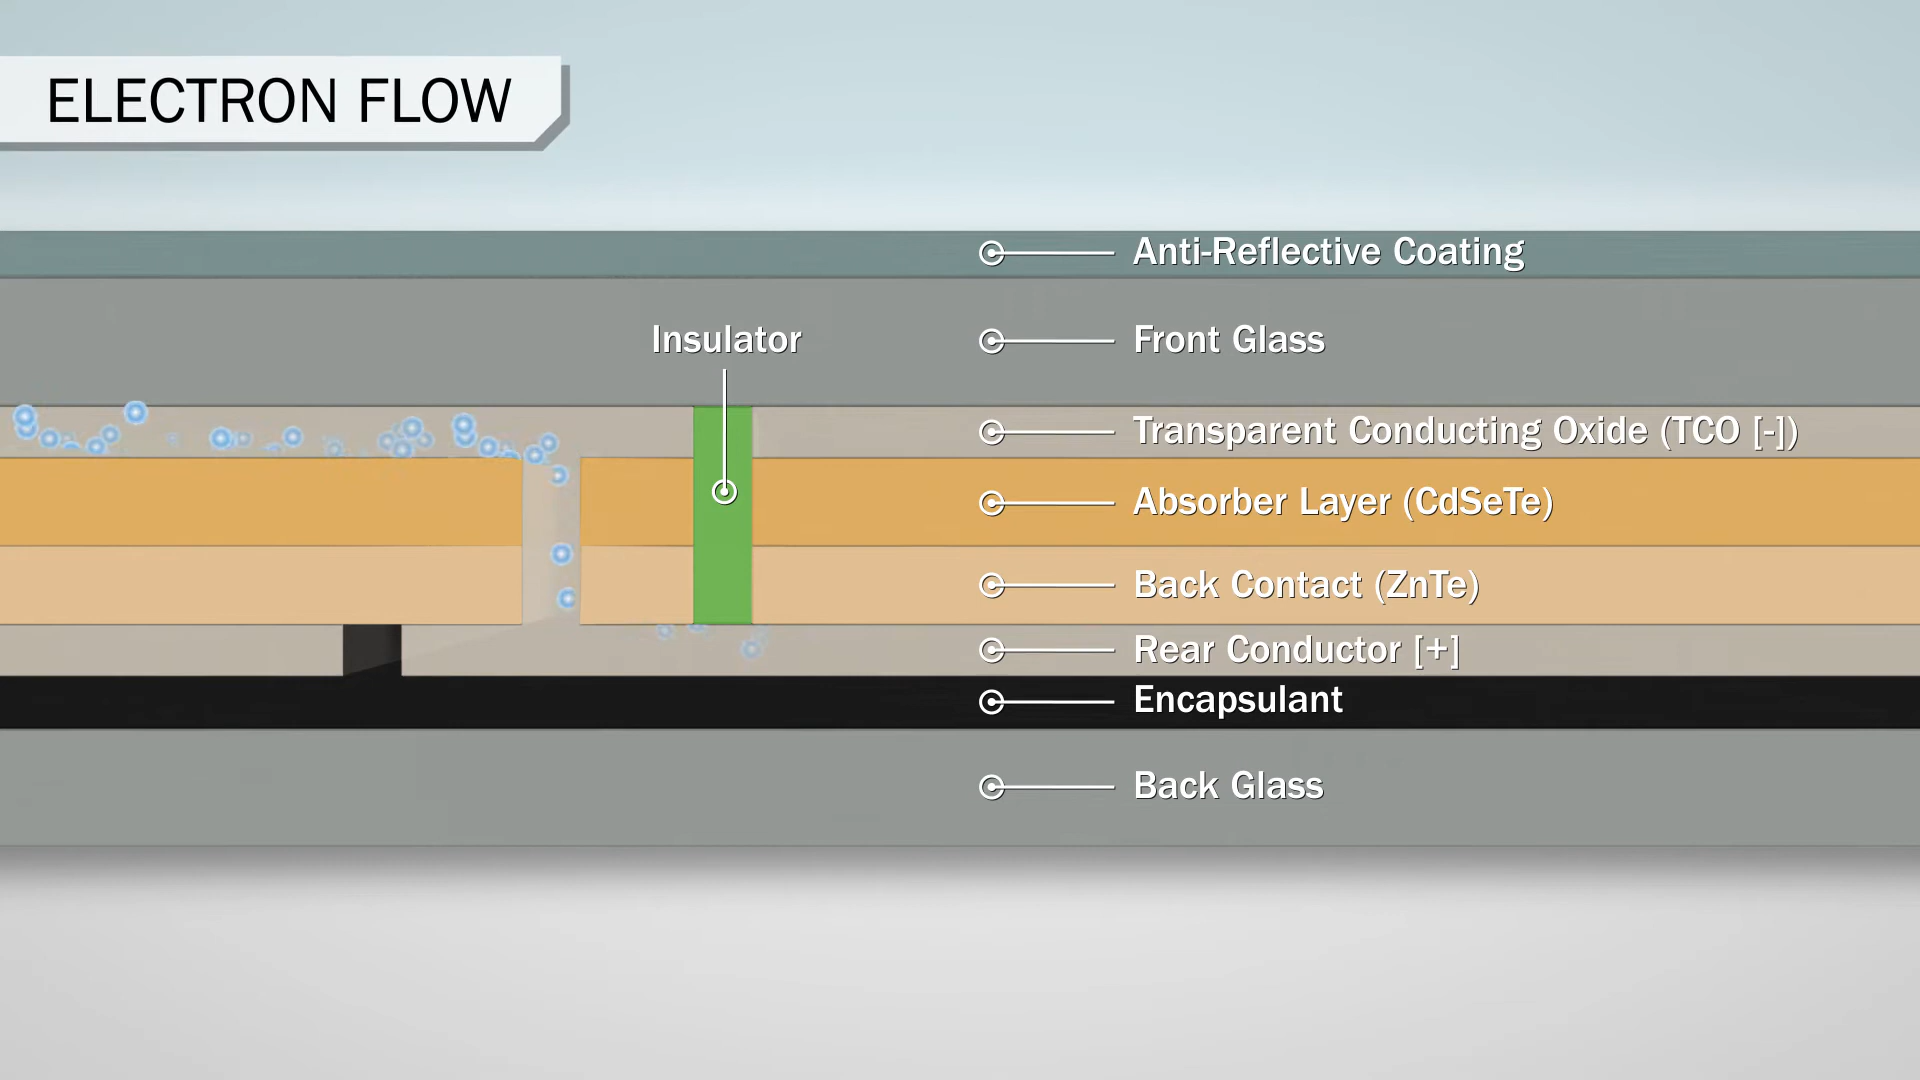 ELECTRON FLOW
Anti-Reflective Coating
Insulator
Front Glass
Transparent Conducting Oxide (TCO [-])
Absorber Layer (CdSeTe)
Back Contact (ZnTe)
Rear Conductor [+]
Encapsulant
Back Glass